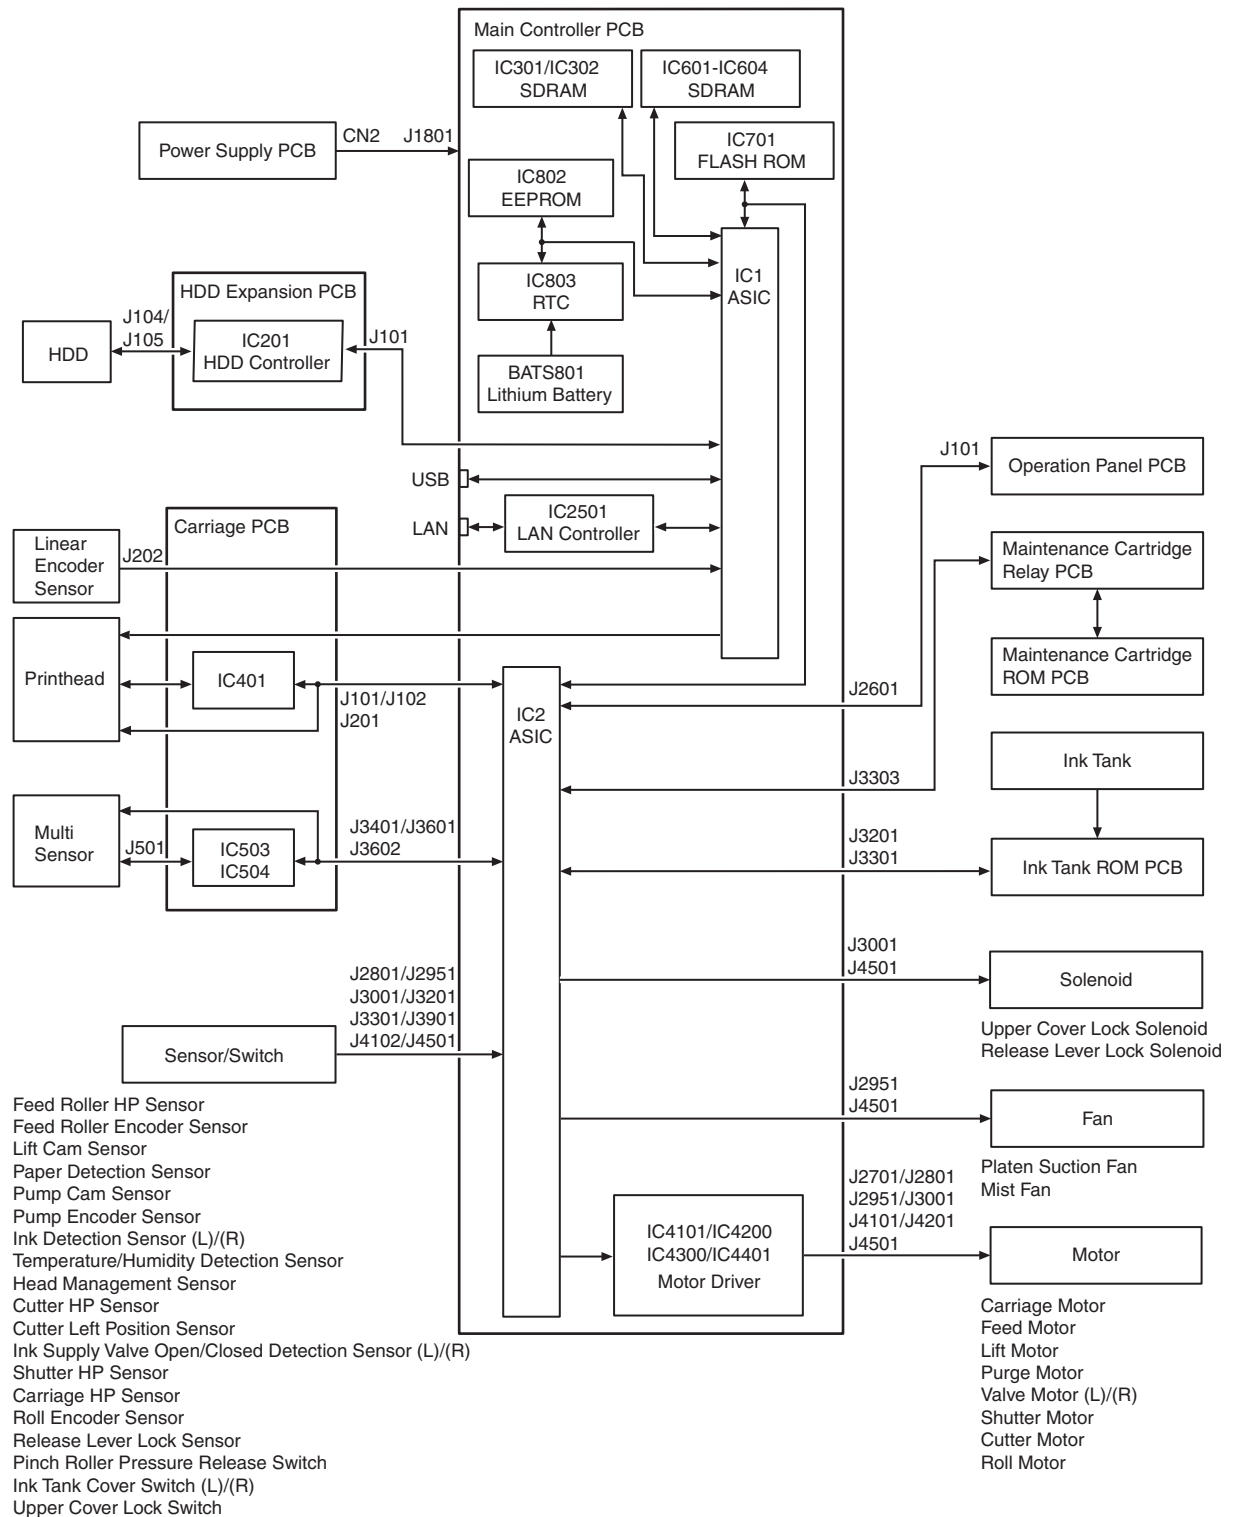 Main Controller PCB
IC301/IC302
SDRAM
IC601-IC604
SDRAM
Power Supply PCB
CN2
J1801
IC701
FLASH ROM
IC802
EEPROM
IC1
ASIC
IC803
RTC
HDD Expansion PCB
J104/
J105
HDD
IC201
HDD Controller
J101
BATS801
Lithium Battery
USB
LAN
IC2501
LAN Controller
J101
Operation Panel PCB
Carriage PCB
Linear
Encoder
Sensor
J202
Maintenance Cartridge
Relay PCB
Maintenance Cartridge
ROM PCB
Printhead
IC401
J101/J102
J201
IC2
ASIC
J2601
Ink Tank
J3303
Multi
Sensor
J501
IC503
IC504
J3401/J3601
J3602
J3201
J3301
Ink Tank ROM PCB
J3001
J4501
Solenoid
Upper Cover Lock Solenoid
Release Lever Lock Solenoid
J2801/J2951
J3001/J3201
J3301/J3901
J4102/J4501
Sensor/Switch
J2951
J4501
Fan
Platen Suction Fan
Mist Fan
Feed Roller HP Sensor
Feed Roller Encoder Sensor
Lift Cam Sensor
Paper Detection Sensor
Pump Cam Sensor
Pump Encoder Sensor
Ink Detection Sensor (L)/(R)
Temperature/Humidity Detection Sensor
Head Management Sensor
Cutter HP Sensor
Cutter Left Position Sensor
Ink Supply Valve Open/Closed Detection Sensor (L)/(R)
Shutter HP Sensor
Carriage HP Sensor
Roll Encoder Sensor
Release Lever Lock Sensor
Pinch Roller Pressure Release Switch
Ink Tank Cover Switch (L)/(R)
Upper Cover Lock Switch
IC4101/IC4200
IC4300/IC4401
Motor Driver
J2701/J2801
J2951/J3001
J4101/J4201
J4501
Motor
Carriage Motor
Feed Motor
Lift Motor
Purge Motor
Valve Motor (L)/(R)
Shutter Motor
Cutter Motor
Roll Motor